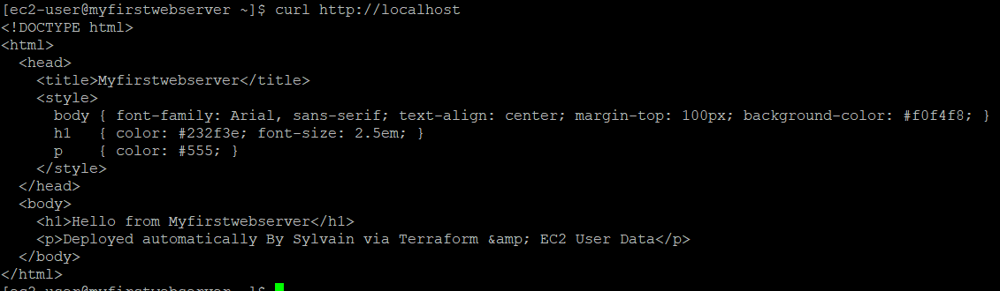 [ec2-user@myfirstwebserver ~]$ curl http://localhost
<!DOCTYPE html>
<html>
  <head>
    <title>Myfirstwebserver</title>
    <style>
      body { font-family: Arial, sans-serif; text-align: center; margin-top: 100px; background-color: #f0f4f8; }
      h1   { color: #232f3e; font-size: 2.5em; }
      p    { color: #555; }
    </style>
  </head>
  <body>
    <h1>Hello from Myfirstwebserver</h1>
    <p>Deployed automatically By Sylvain via Terraform &amp; EC2 User Data</p>
  </body>
</html>
[ec2-user@myfirstwebserver ~]$